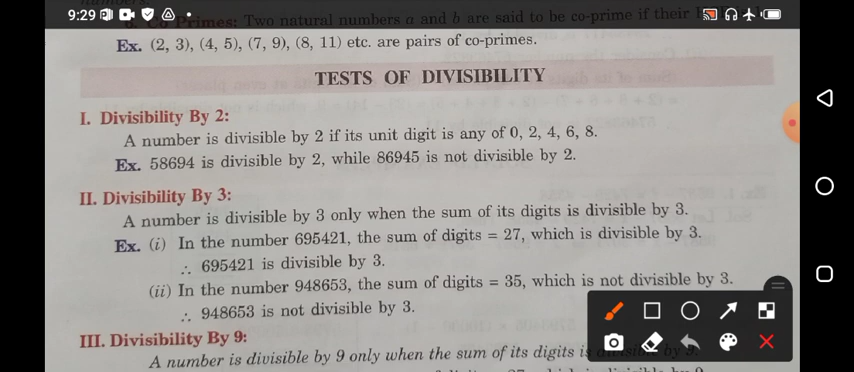 9:29
Co Primes: Two natural numbers a and b are said to be co-prime if their
Ex. (2, 3), (4, 5), (7, 9), (8, 11) etc. are pairs of co-primes.
TESTS OF DIVISIBILITY
I. Divisibility By 2:
A number is divisible by 2 if its unit digit is any of 0, 2, 4, 6, 8.
Ex. 58694 is divisible by 2, while 86945 is not divisible by 2.
II. Divisibility By 3:
A number is divisible by 3 only when the sum of its digits is divisible by 3.
Ex. (i) In the number 695421, the sum of digits = 27, which is divisible by 3.
∴ 695421 is divisible by 3.
(ii) In the number 948653, the sum of digits = 35, which is not divisible by 3.
∴ 948653 is not divisible by 3.
III. Divisibility By 9:
A number is divisible by 9 only when the sum of its digits is divisible by 9.